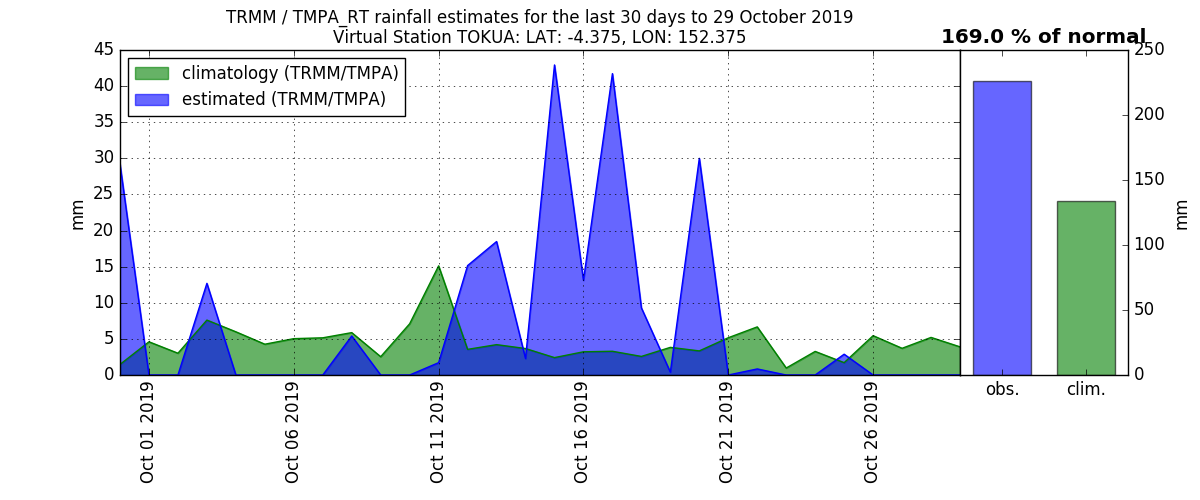 TRMM / TMPA_RT rainfall estimates for the last 30 days to 29 October 2019
Virtual Station TOKUA: LAT: -4.375, LON: 152.375
169.0 % of normal
climatology (TRMM/TMPA)
estimated (TRMM/TMPA)
45
40
35
30
25
20
15
10
5
0
mm
Oct 01 2019
Oct 06 2019
Oct 11 2019
Oct 16 2019
Oct 21 2019
Oct 26 2019
250
200
150
100
50
0
mm
obs.
clim.